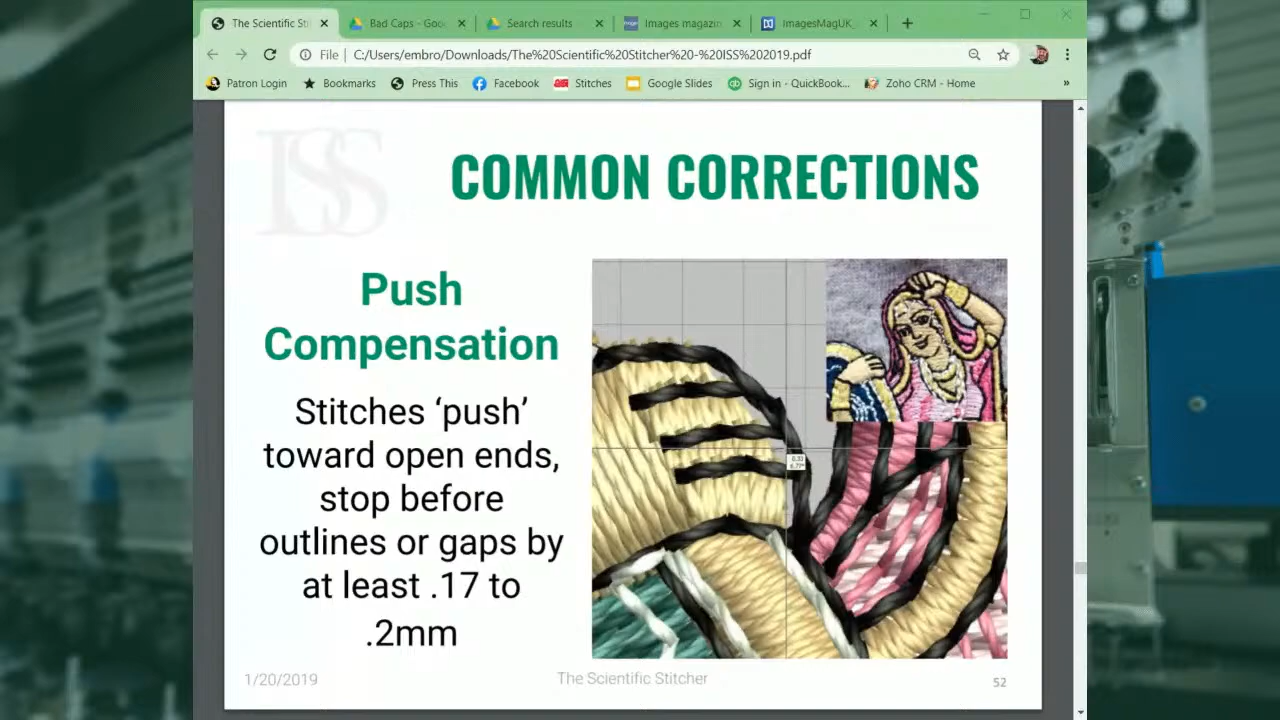 The Scientific Sti
Bad Caps - Goo
Search results
Images magazin
ImagesMagUK_
File
C:/Users/embro/Downloads/The%20Scientific%20Stitcher%20-%20ISS%202019.pdf
Patron Login
Bookmarks
Press This
Facebook
Stitches
Google Slides
Sign in - QuickBook...
Zoho CRM - Home
»
ISS
COMMON CORRECTIONS
Push
Compensation
Stitches ‘push’
toward open ends,
stop before
outlines or gaps by
at least .17 to
.2mm
1/20/2019
The Scientific Stitcher
52